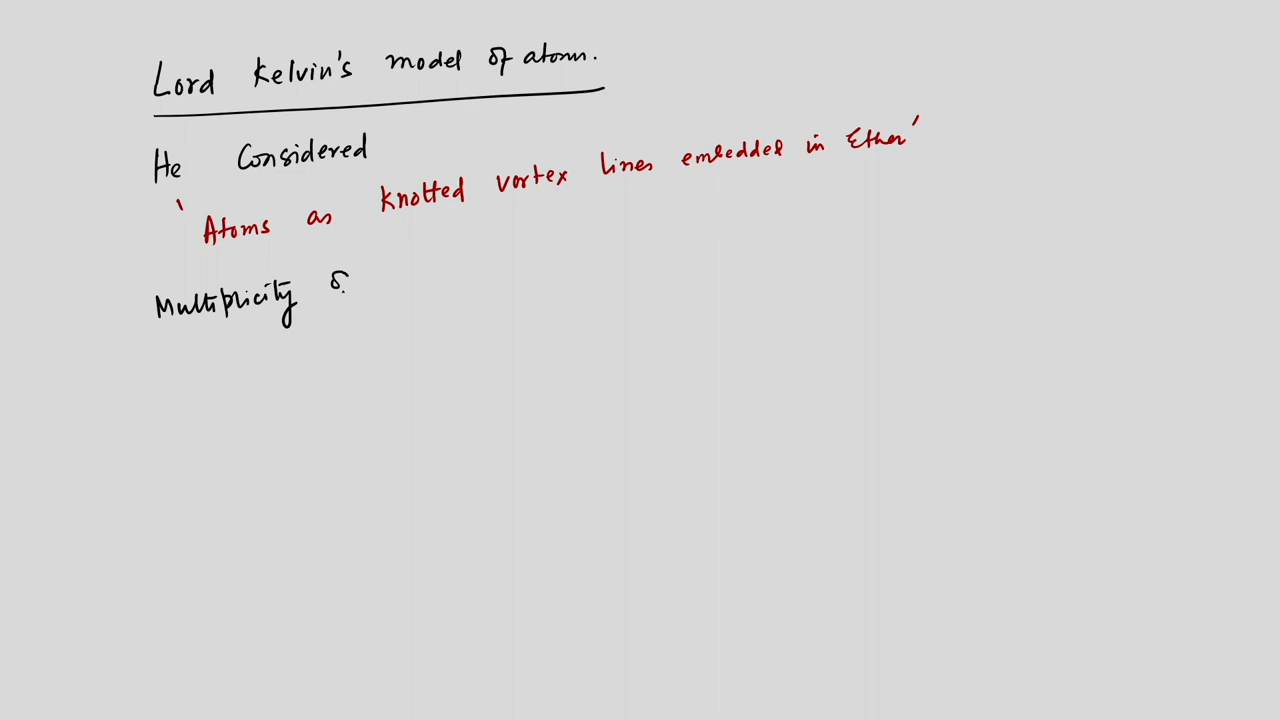 Lord Kelvin's model of atom.
He Considered
'Atoms as knotted vortex lines embedded in Ether'
Multiplicity